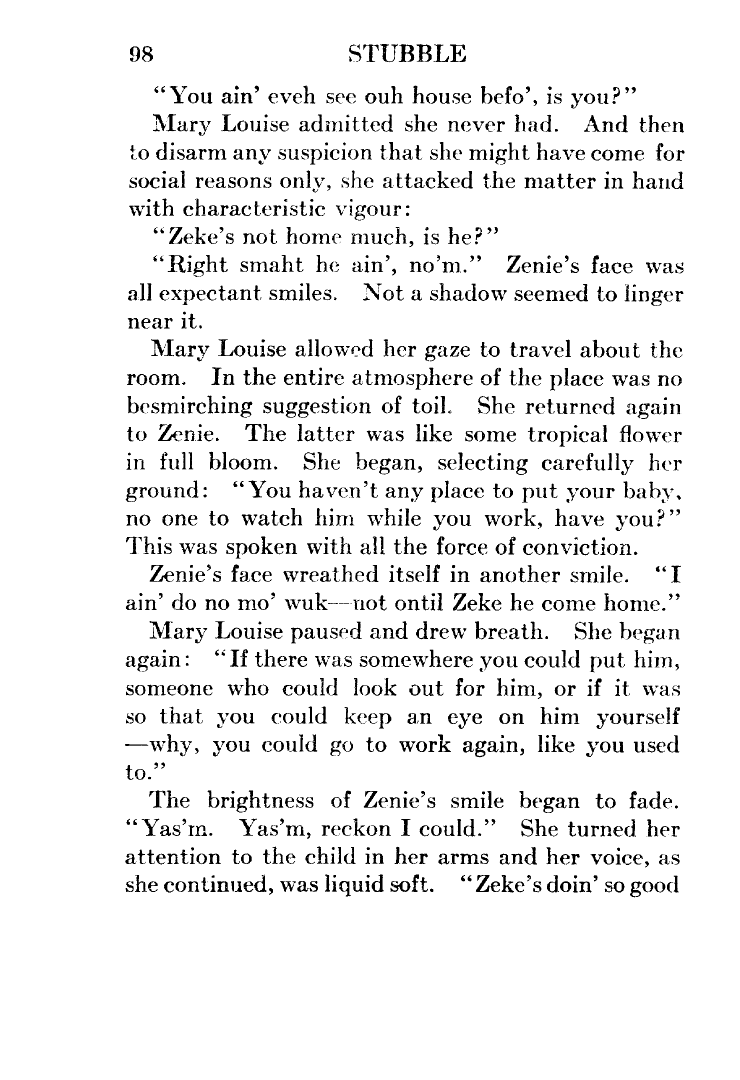 98 STUBBLE
“You ain’ eveh see ouh house befo’, is you?”
Mary Louise admitted she never had. And then
to disarm any suspicion that she might have come for
social reasons only, she attacked the matter in hand
with characteristic vigour:
“Zeke’s not home much, is he?”
“Right smaht he ain’, no’m.” Zenie’s face was
all expectant smiles. Not a shadow seemed to linger
near it.
Mary Louise allowed her gaze to travel about the
room. In the entire atmosphere of the place was no
besmirching suggestion of toil. She returned again
to Zenie. The latter was like some tropical flower
in full bloom. She began, selecting carefully her
ground: “You haven’t any place to put your baby,
no one to watch him while you work, have you?”
This was spoken with all the force of conviction.
Zenie’s face wreathed itself in another smile. “I
ain’ do no mo’ wuk—not ontil Zeke he come home.”
Mary Louise paused and drew breath. She began
again: “If there was somewhere you could put him,
someone who could look out for him, or if it was
so that you could keep an eye on him yourself
—why, you could go to work again, like you used
to.”
The brightness of Zenie’s smile began to fade.
“Yas’m. Yas’m, reckon I could.” She turned her
attention to the child in her arms and her voice, as
she continued, was liquid soft. “Zeke’s doin’ so good